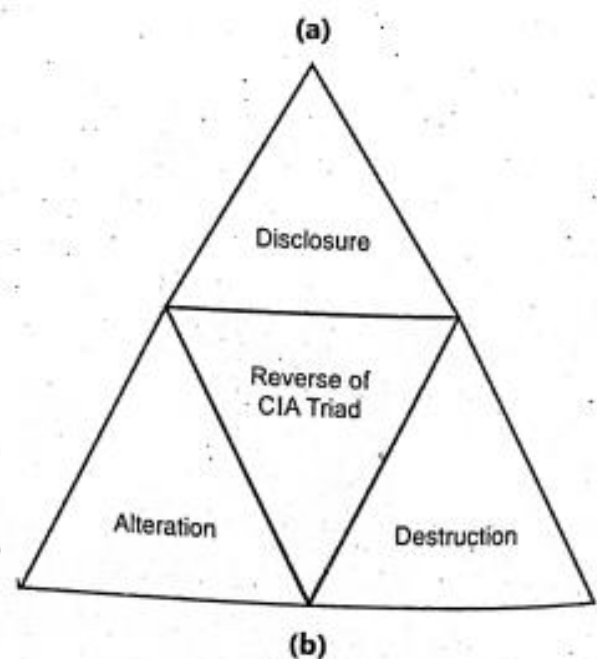 (a)
Disclosure
Reverse of
CIA Triad
Alteration
Destruction
(b)